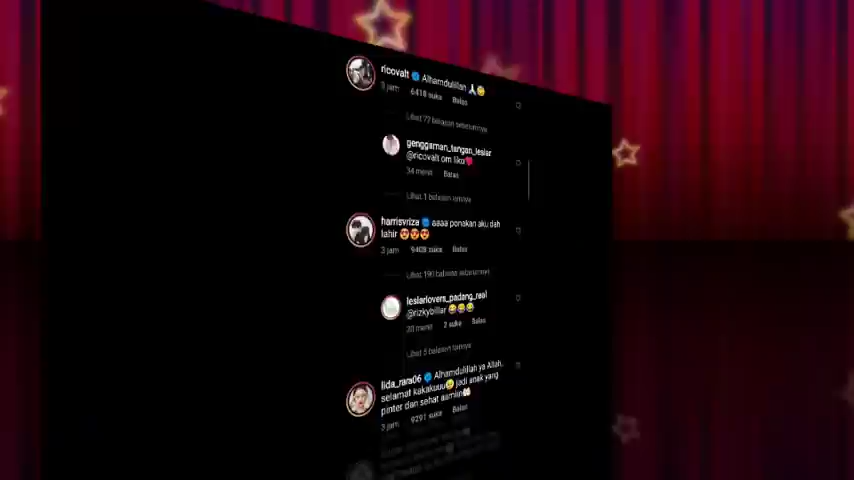 ricovalt Alhamdulillah 🙏😊
3 jam 6418 suka Balas
Lihat 77 balasan sebelumnya
genggaman_tangan_leslar
@ricovalt om liko❤️
34 menit Balas
Lihat 1 balasan lainnya
harrisvriza aaaa ponakan aku dah
lahir 😍😍😍
3 jam 9408 suka Balas
Lihat 190 balasan sebelumnya
leslarlovers_padang_real
@rizkybillar 😂😂😂
30 menit 2 suka Balas
Lihat 5 balasan lainnya
lida_rara06 Alhamdulillah ya Allah,
selamat kakakuuu🥹 jadi anak yang
pinter dan sehat aamiin🤲🏻
3 jam 9291 suka Balas